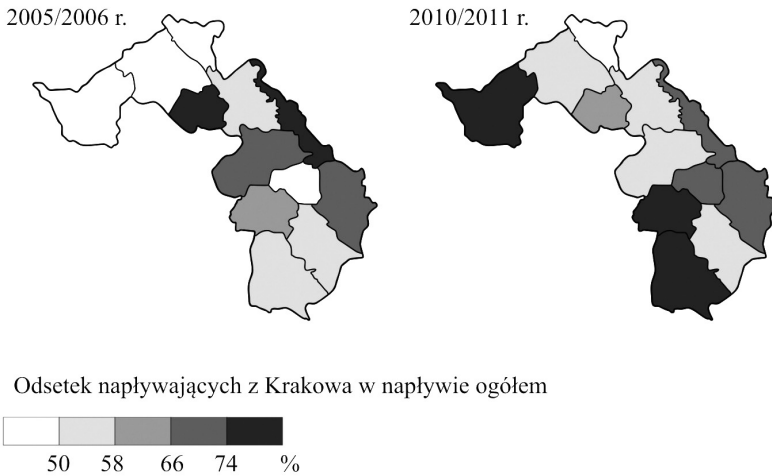 2005/2006 r. 2010/2011 r.
Odsetek napływających z Krakowa w napływie ogółem
50 58 66 74 %